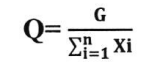 Q= G / ∑ⁿᵢ₌₁ Xi